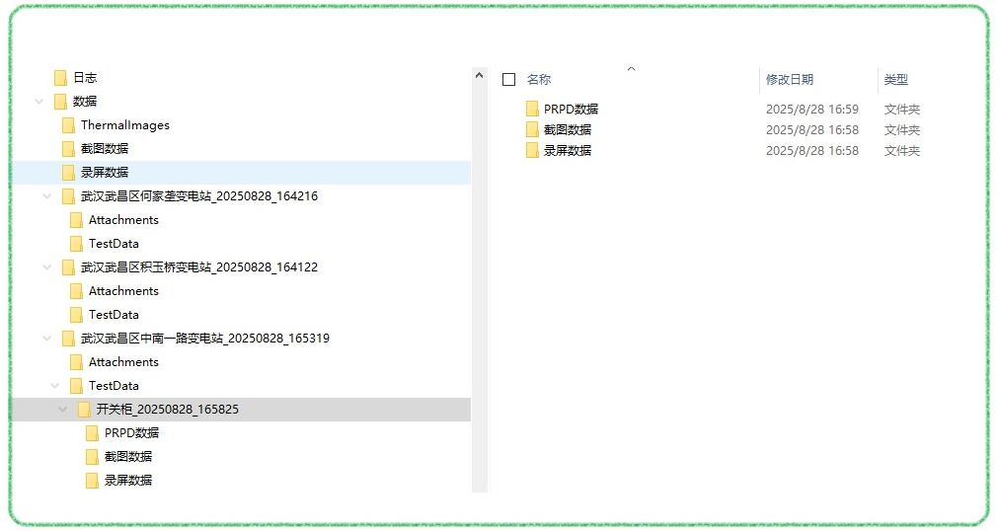 日志
数据
ThermalImages
截图数据
录屏数据
武汉武昌区何家垄变电站_20250828_164216
Attachments
TestData
武汉武昌区积玉桥变电站_20250828_164122
Attachments
TestData
武汉武昌区中南一路变电站_20250828_165319
Attachments
TestData
开关柜_20250828_165825
PRPD数据
截图数据
录屏数据
名称 修改日期 类型
PRPD数据 2025/8/28 16:59 文件夹
截图数据 2025/8/28 16:58 文件夹
录屏数据 2025/8/28 16:58 文件夹